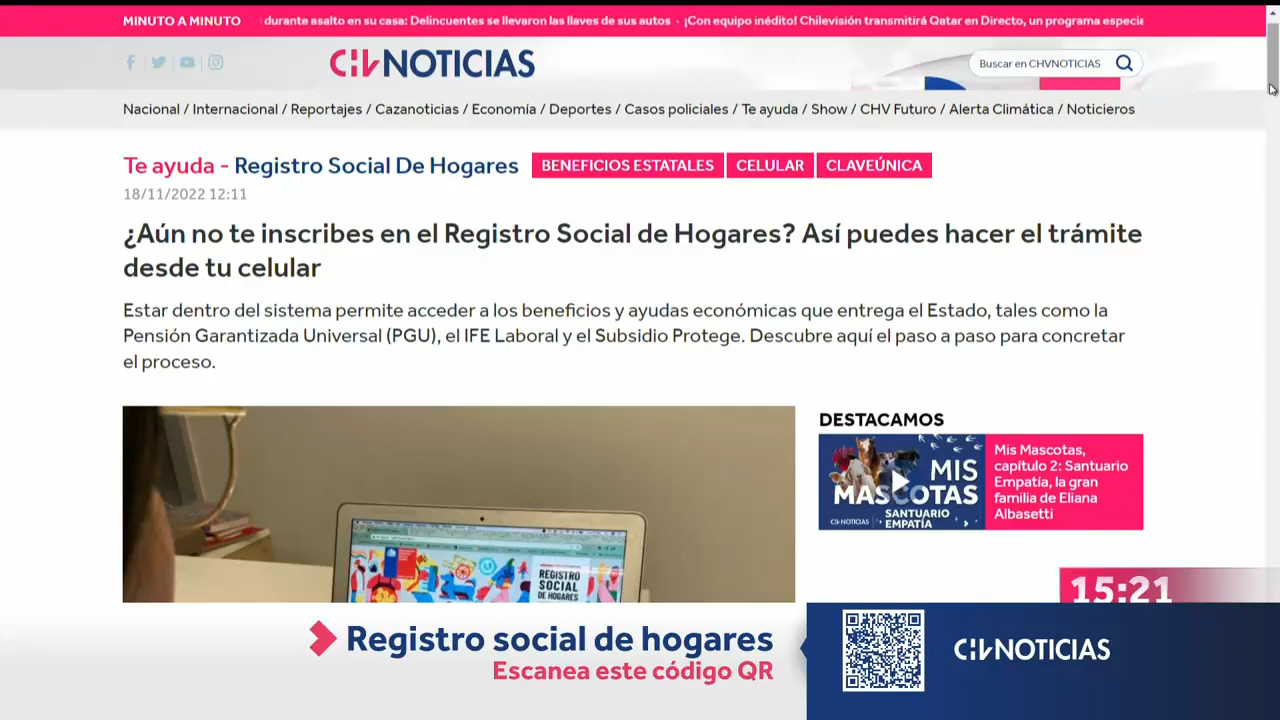 MINUTO A MINUTO
durante asalto en su casa: Delincuentes se llevaron las llaves de sus autos · ¡Con equipo inédito! Chilevisión transmitirá Qatar en Directo, un programa especia
CHVNOTICIAS
Buscar en CHVNOTICIAS
Nacional / Internacional / Reportajes / Cazanoticias / Economía / Deportes / Casos policiales / Te ayuda / Show / CHV Futuro / Alerta Climática / Noticieros
Te ayuda - Registro Social De Hogares BENEFICIOS ESTATALES CELULAR CLAVEÚNICA
18/11/2022 12:11
¿Aún no te inscribes en el Registro Social de Hogares? Así puedes hacer el trámite
desde tu celular
Estar dentro del sistema permite acceder a los beneficios y ayudas económicas que entrega el Estado, tales como la
Pensión Garantizada Universal (PGU), el IFE Laboral y el Subsidio Protege. Descubre aquí el paso a paso para concretar
el proceso.
REGISTRO
SOCIAL
DE HOGARES
DESTACAMOS
MIS
MASCOTAS
SANTUARIO
EMPATÍA
CHVNOTICIAS
Mis Mascotas,
capítulo 2: Santuario
Empatía, la gran
familia de Eliana
Albasetti
15:21
Registro social de hogares
Escanea este código QR
CHVNOTICIAS